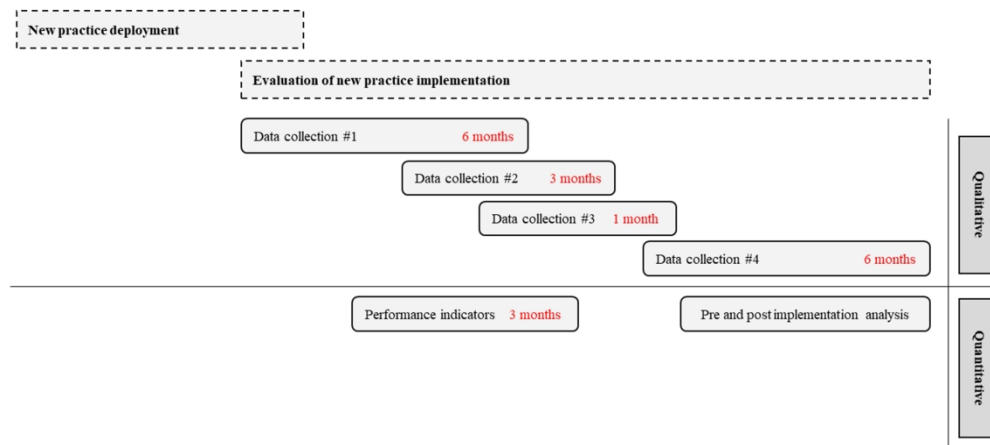 New practice deployment
Evaluation of new practice implementation
Data collection #1 6 months
Data collection #2 3 months
Data collection #3 1 month
Data collection #4 6 months
Qualitative
Performance indicators 3 months
Pre and post implementation analysis
Quantitative